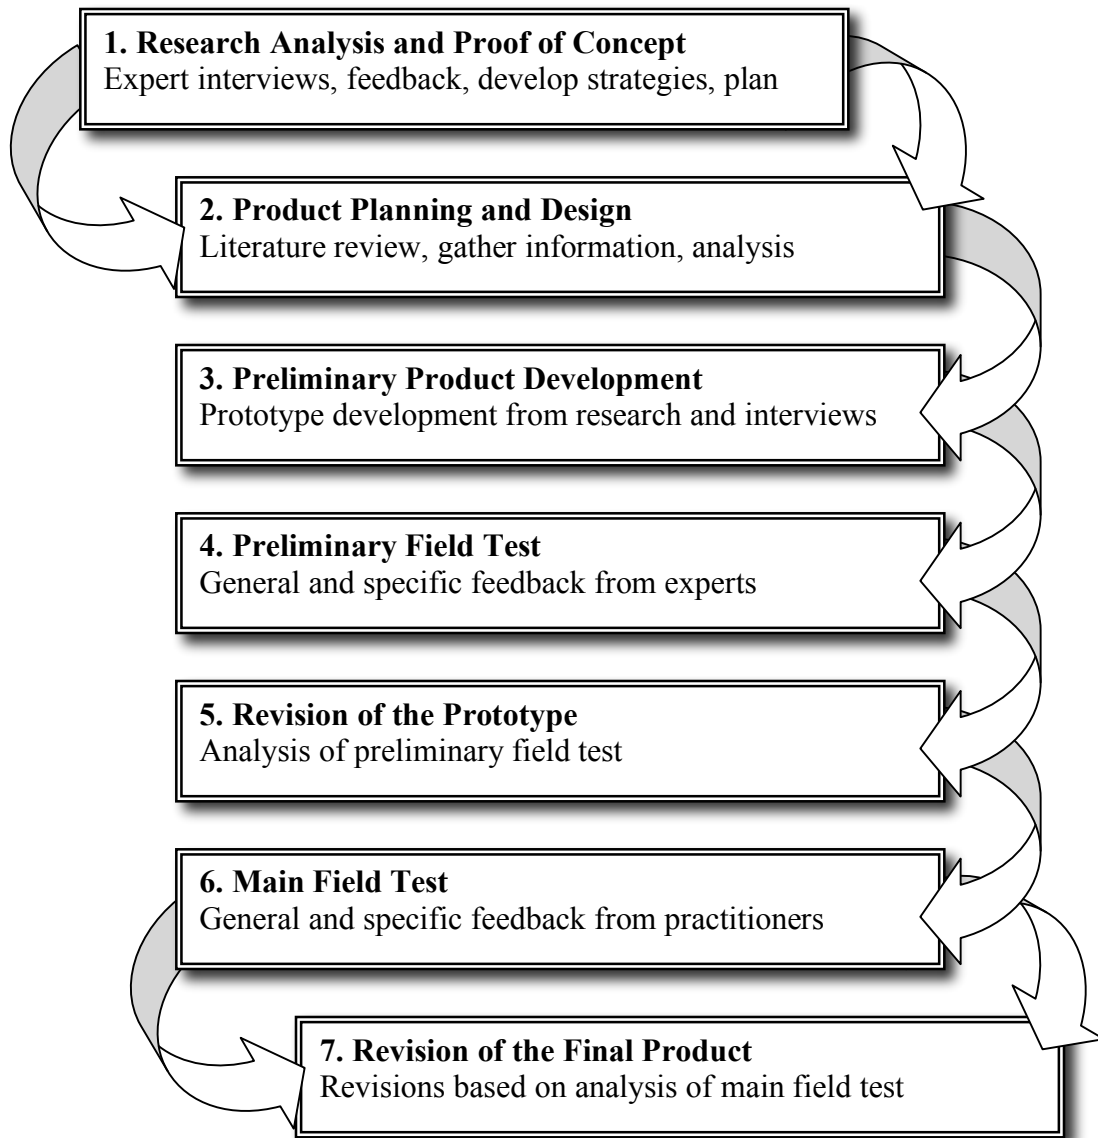 1. Research Analysis and Proof of Concept
Expert interviews, feedback, develop strategies, plan
2. Product Planning and Design
Literature review, gather information, analysis
3. Preliminary Product Development
Prototype development from research and interviews
4. Preliminary Field Test
General and specific feedback from experts
5. Revision of the Prototype
Analysis of preliminary field test
6. Main Field Test
General and specific feedback from practitioners
7. Revision of the Final Product
Revisions based on analysis of main field test